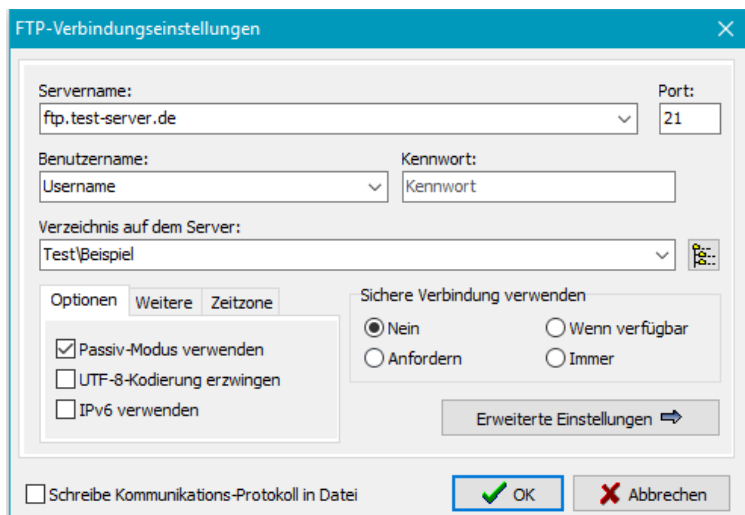 FTP-Verbindungseinstellungen
Servername: Port:
ftp.test-server.de 21
Benutzername: Kennwort:
Username Kennwort
Verzeichnis auf dem Server:
Test\Beispiel
Optionen Weitere Zeitzone
Passiv-Modus verwenden
UTF-8-Kodierung erzwingen
IPv6 verwenden
Sichere Verbindung verwenden
Nein Wenn verfügbar
Anfordern Immer
Erweiterte Einstellungen
Schreibe Kommunikations-Protokoll in Datei OK Abbrechen